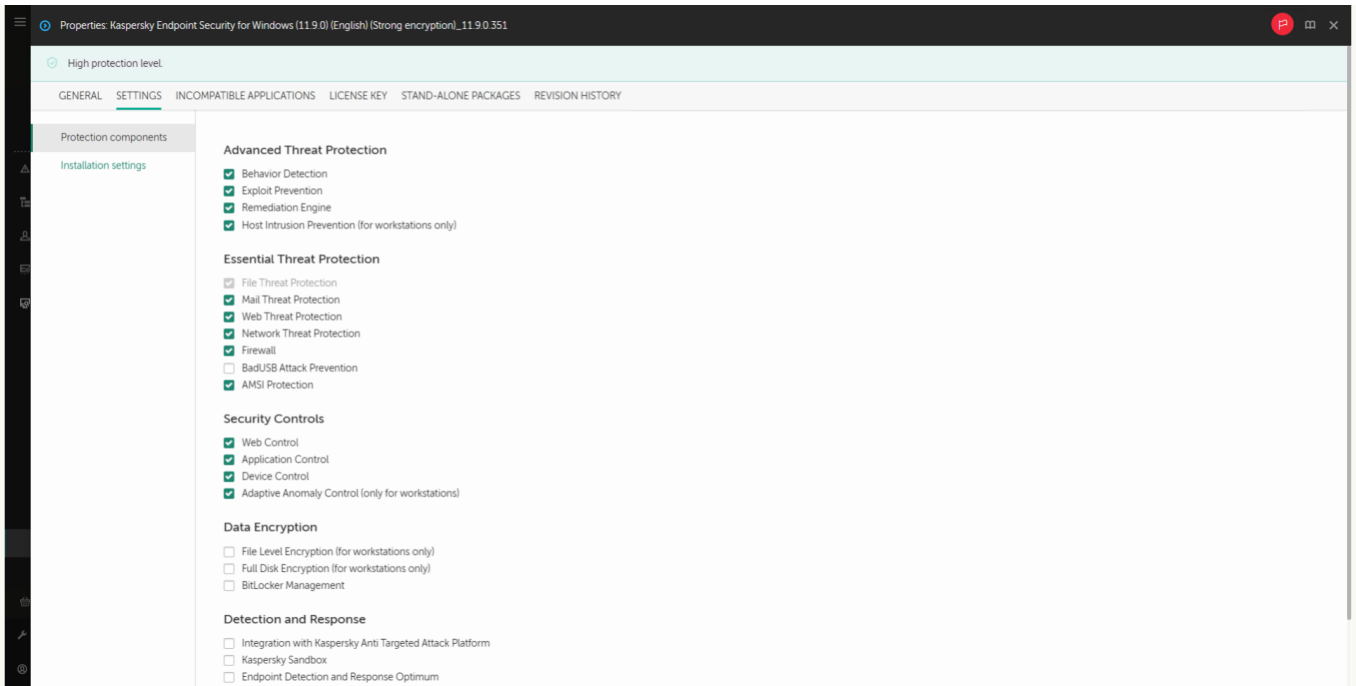 Properties: Kaspersky Endpoint Security for Windows (11.9.0) (English) (Strong encryption)_11.9.0.351
High protection level.
GENERAL SETTINGS INCOMPATIBLE APPLICATIONS LICENSE KEY STAND-ALONE PACKAGES REVISION HISTORY
Protection components
Installation settings
Advanced Threat Protection
Behavior Detection
Exploit Prevention
Remediation Engine
Host Intrusion Prevention (for workstations only)
Essential Threat Protection
File Threat Protection
Mail Threat Protection
Web Threat Protection
Network Threat Protection
Firewall
BadUSB Attack Prevention
AMSI Protection
Security Controls
Web Control
Application Control
Device Control
Adaptive Anomaly Control (only for workstations)
Data Encryption
File Level Encryption (for workstations only)
Full Disk Encryption (for workstations only)
BitLocker Management
Detection and Response
Integration with Kaspersky Anti Targeted Attack Platform
Kaspersky Sandbox
Endpoint Detection and Response Optimum